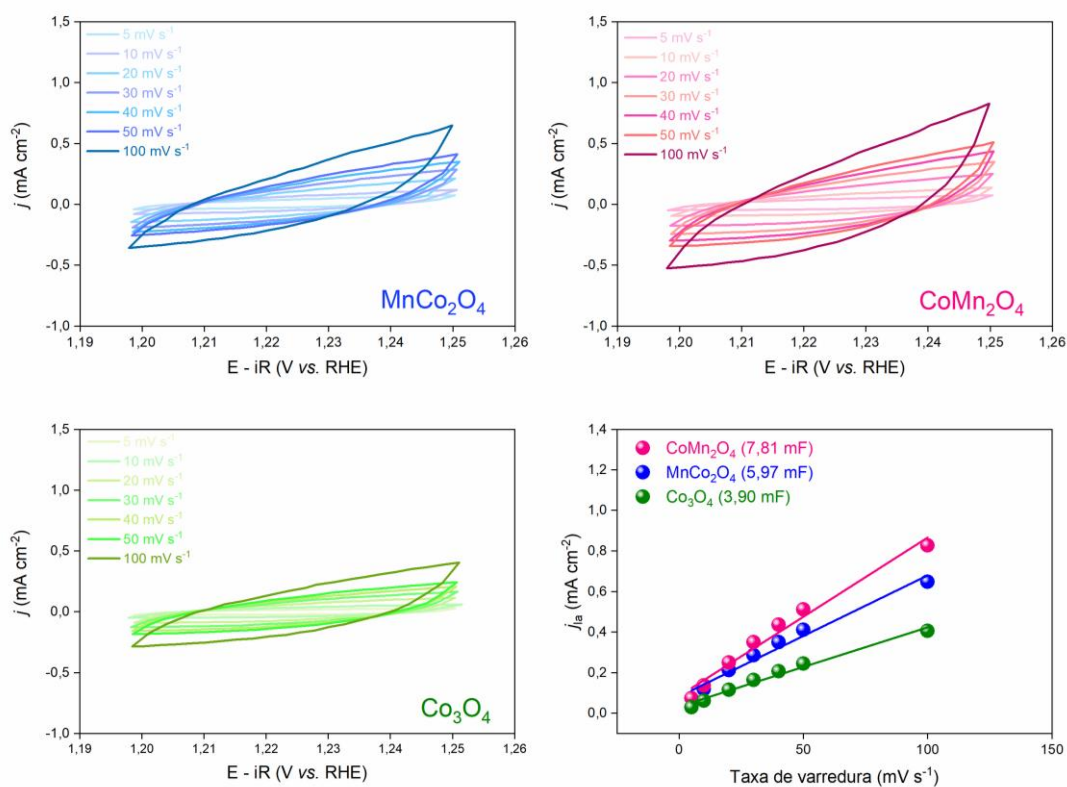 1,5
1,0
0,5
0,0
-0,5
-1,0
j (mA cm⁻²)
5 mV s⁻¹
10 mV s⁻¹
20 mV s⁻¹
30 mV s⁻¹
40 mV s⁻¹
50 mV s⁻¹
100 mV s⁻¹
MnCo₂O₄
1,19 1,20 1,21 1,22 1,23 1,24 1,25 1,26
E - iR (V vs. RHE)
1,5
1,0
0,5
0,0
-0,5
-1,0
j (mA cm⁻²)
5 mV s⁻¹
10 mV s⁻¹
20 mV s⁻¹
30 mV s⁻¹
40 mV s⁻¹
50 mV s⁻¹
100 mV s⁻¹
CoMn₂O₄
1,19 1,20 1,21 1,22 1,23 1,24 1,25 1,26
E - iR (V vs. RHE)
1,5
1,0
0,5
0,0
-0,5
-1,0
j (mA cm⁻²)
5 mV s⁻¹
10 mV s⁻¹
20 mV s⁻¹
30 mV s⁻¹
40 mV s⁻¹
50 mV s⁻¹
100 mV s⁻¹
Co₃O₄
1,19 1,20 1,21 1,22 1,23 1,24 1,25 1,26
E - iR (V vs. RHE)
1,4
1,2
1,0
0,8
0,6
0,4
0,2
0,0
jla (mA cm⁻²)
CoMn₂O₄ (7,81 mF)
MnCo₂O₄ (5,97 mF)
Co₃O₄ (3,90 mF)
0 50 100 150
Taxa de varredura (mV s⁻¹)